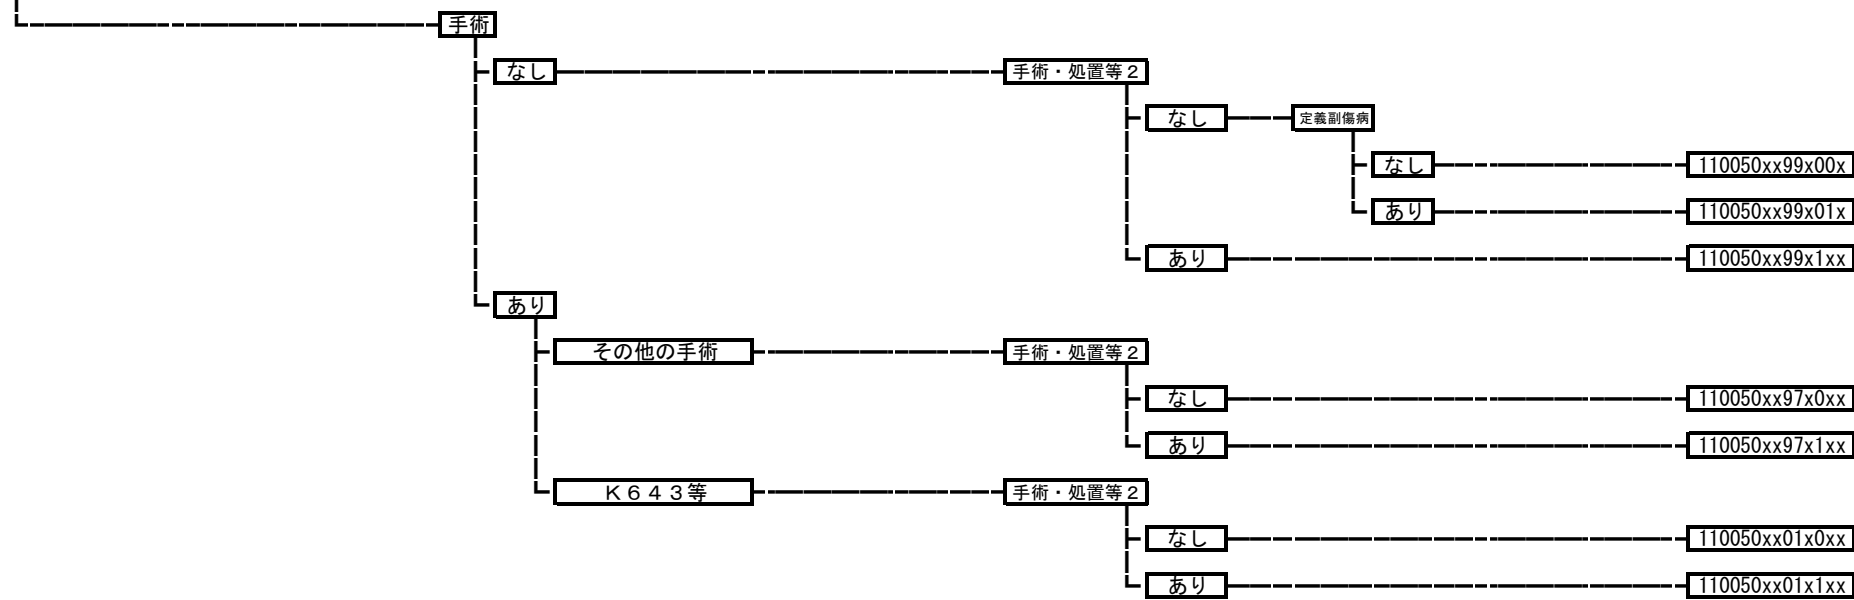 手術
なし 手術・処置等２
なし 定義副傷病
なし 110050xx99x00x
あり 110050xx99x01x
あり 110050xx99x1xx
あり
その他の手術 手術・処置等２
なし 110050xx97x0xx
あり 110050xx97x1xx
Ｋ６４３等 手術・処置等２
なし 110050xx01x0xx
あり 110050xx01x1xx